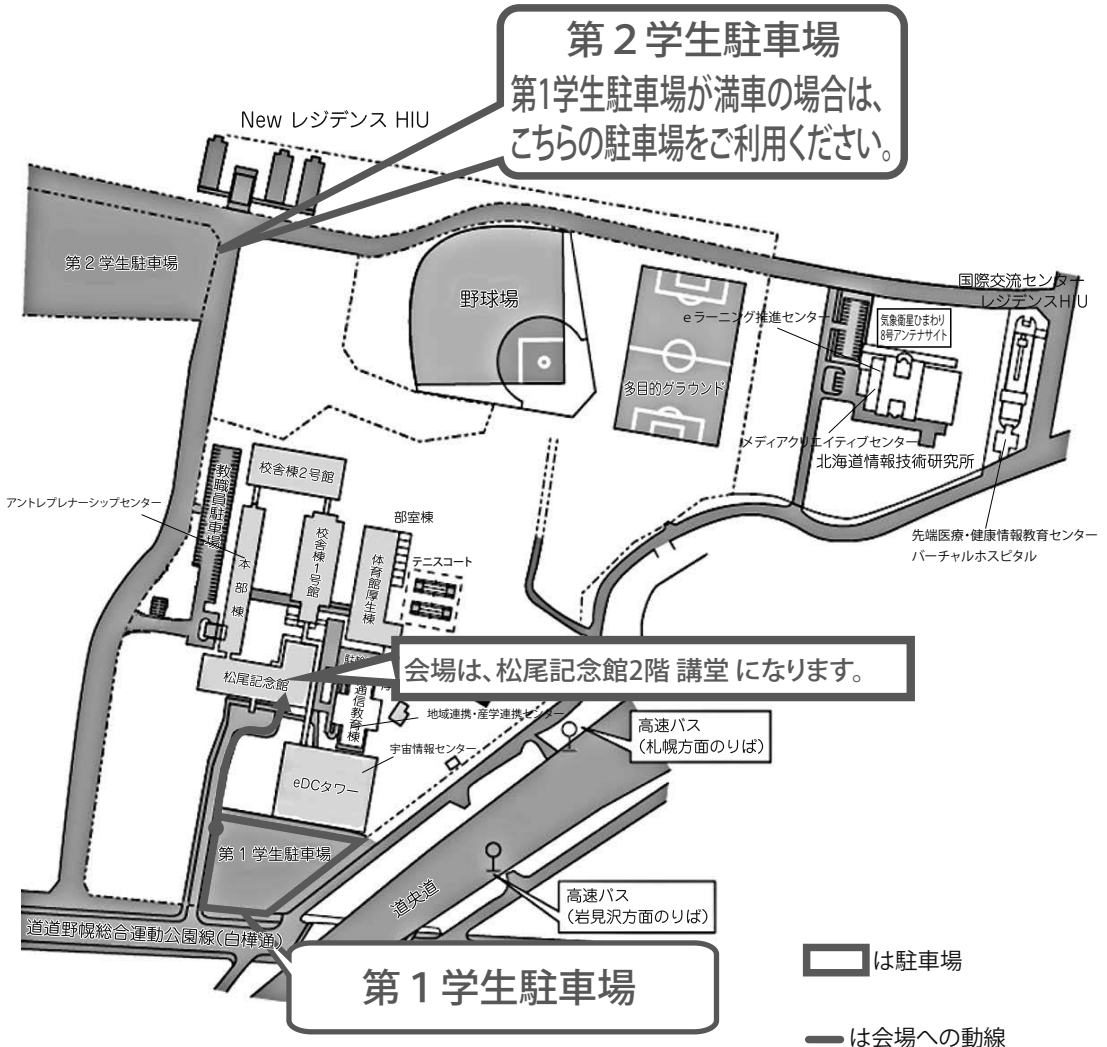 第２学生駐車場
第1学生駐車場が満車の場合は、
こちらの駐車場をご利用ください。
New レジデンス HIU
第２学生駐車場
野球場
国際交流センター
レジデンスHIU
eラーニング推進センター
気象衛星ひまわり
8号アンテナサイト
多目的グラウンド
メディアクリエイティブセンター
北海道情報技術研究所
先端医療・健康情報教育センター
バーチャルホスピタル
校舎棟2号館
教職員駐車場
アントレプレナーシップセンター
部室棟
校舎棟1号館
本部棟
体育館厚生棟
テニスコート
会場は、松尾記念館2階 講堂 になります。
松尾記念館
通信教育棟
地域連携・産学連携センター
宇宙情報センター
eDCタワー
高速バス
（札幌方面のりば）
第１学生駐車場
道央道
高速バス
（岩見沢方面のりば）
道道野幌総合運動公園線(白樺通)
第１学生駐車場
は駐車場
は会場への動線